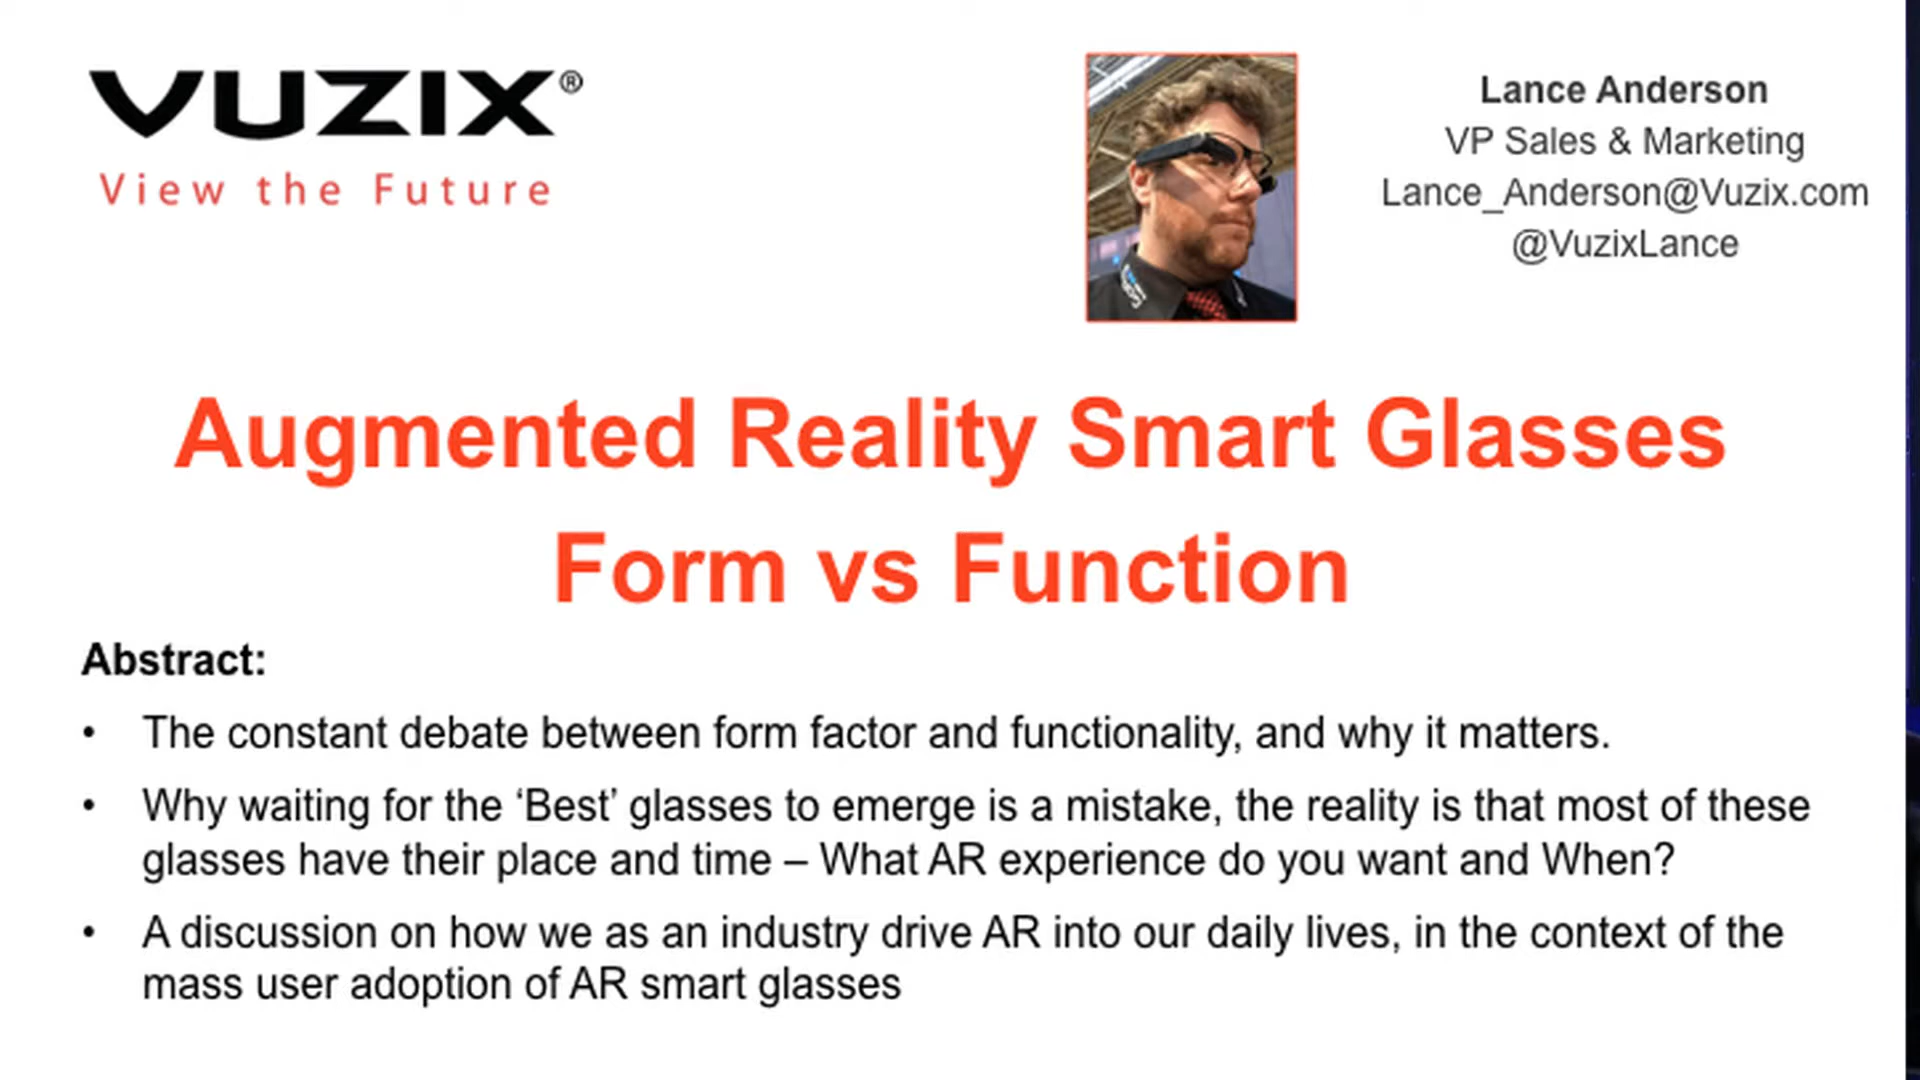 VUZIX®
View the Future
Lance Anderson
VP Sales & Marketing
Lance_Anderson@Vuzix.com
@VuzixLance
Augmented Reality Smart Glasses
Form vs Function
Abstract:
• The constant debate between form factor and functionality, and why it matters.
• Why waiting for the ‘Best’ glasses to emerge is a mistake, the reality is that most of these
glasses have their place and time – What AR experience do you want and When?
• A discussion on how we as an industry drive AR into our daily lives, in the context of the
mass user adoption of AR smart glasses